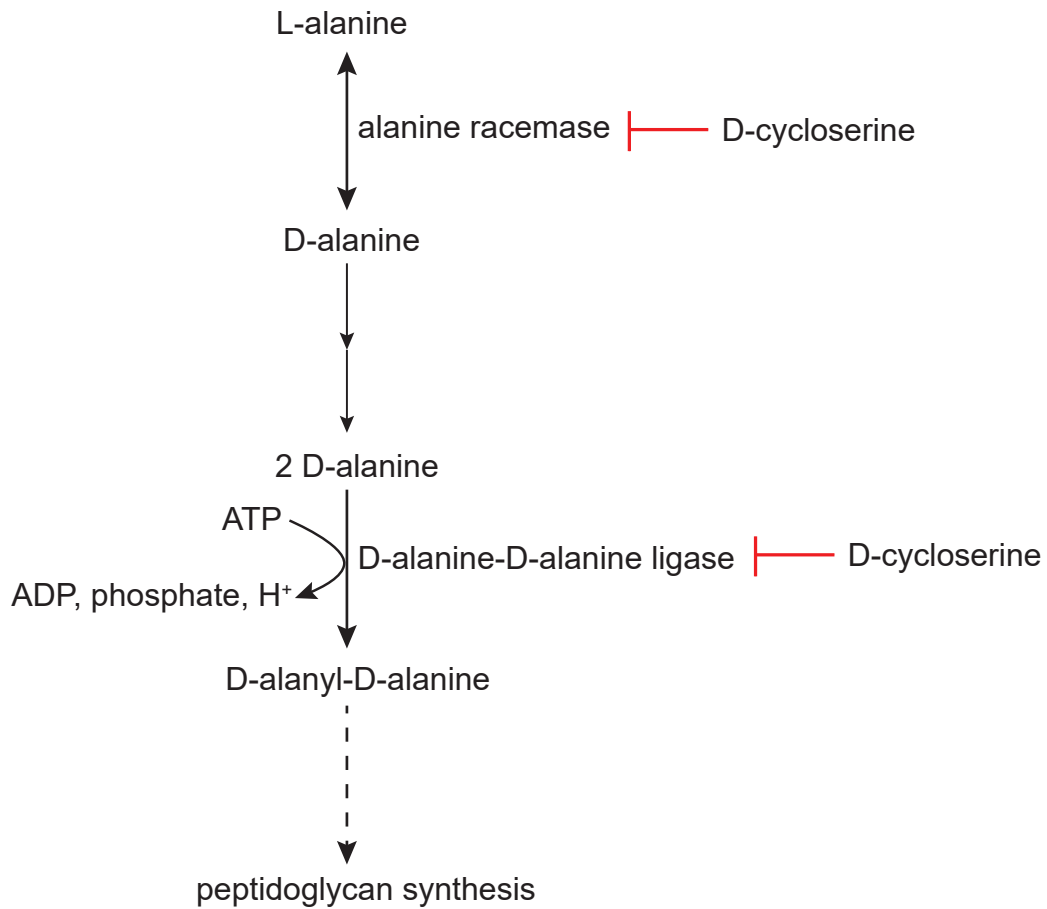 L-alanine
alanine racemase
D-cycloserine
D-alanine
2 D-alanine
ATP
D-alanine-D-alanine ligase
D-cycloserine
ADP, phosphate, H⁺
D-alanyl-D-alanine
peptidoglycan synthesis